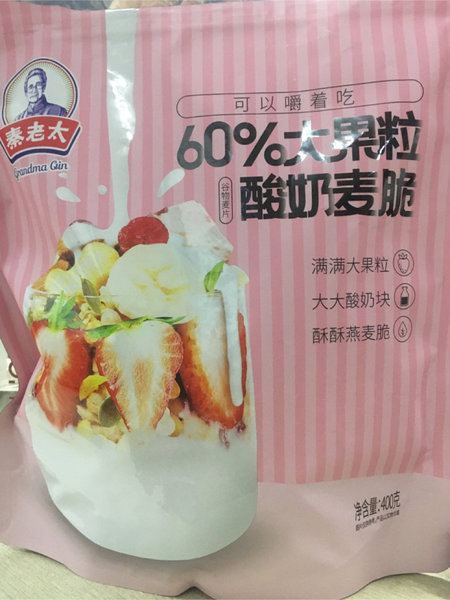 秦老太
Grandma Qin
可以嚼着吃
60%大果粒
谷物麦片
酸奶麦脆
满满大果粒
大大酸奶块
酥酥燕麦脆
净含量:400克